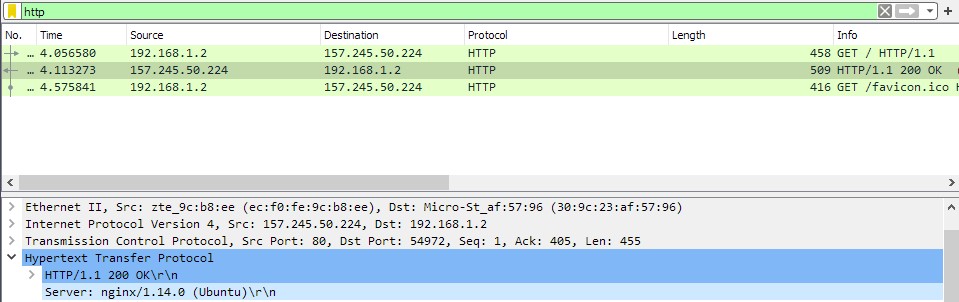 http
No. Time Source Destination Protocol Length Info
... 4.056580 192.168.1.2 157.245.50.224 HTTP 458 GET / HTTP/1.1
... 4.113273 157.245.50.224 192.168.1.2 HTTP 509 HTTP/1.1 200 OK
... 4.575841 192.168.1.2 157.245.50.224 HTTP 416 GET /favicon.ico H
Ethernet II, Src: zte_9c:b8:ee (ec:f0:fe:9c:b8:ee), Dst: Micro-St_af:57:96 (30:9c:23:af:57:96)
Internet Protocol Version 4, Src: 157.245.50.224, Dst: 192.168.1.2
Transmission Control Protocol, Src Port: 80, Dst Port: 54972, Seq: 1, Ack: 405, Len: 455
Hypertext Transfer Protocol
HTTP/1.1 200 OK\r\n
Server: nginx/1.14.0 (Ubuntu)\r\n